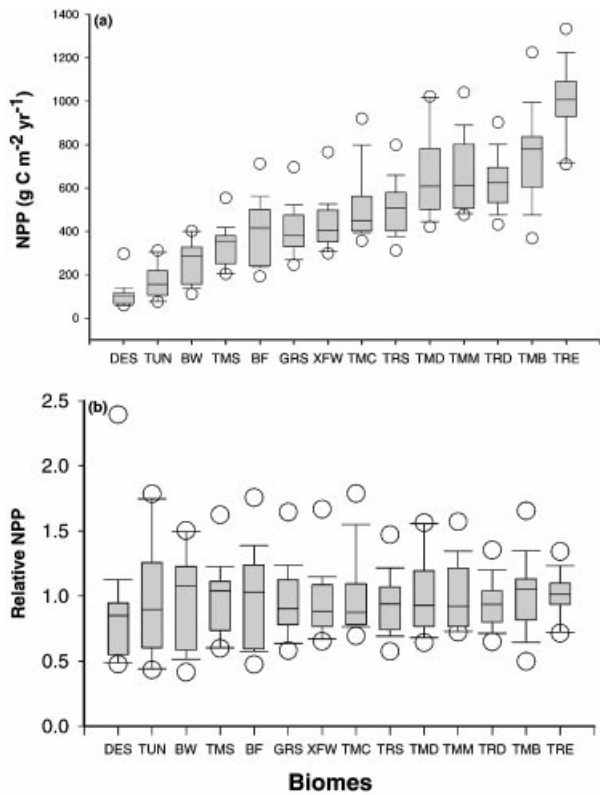 (a)
NPP (g C m⁻² yr⁻¹)
1400
1200
1000
800
600
400
200
0
DES TUN BW TMS BF GRS XFW TMC TRS TMD TMM TRD TMB TRE
(b)
Relative NPP
2.5
2.0
1.5
1.0
0.5
0.0
DES TUN BW TMS BF GRS XFW TMC TRS TMD TMM TRD TMB TRE
Biomes